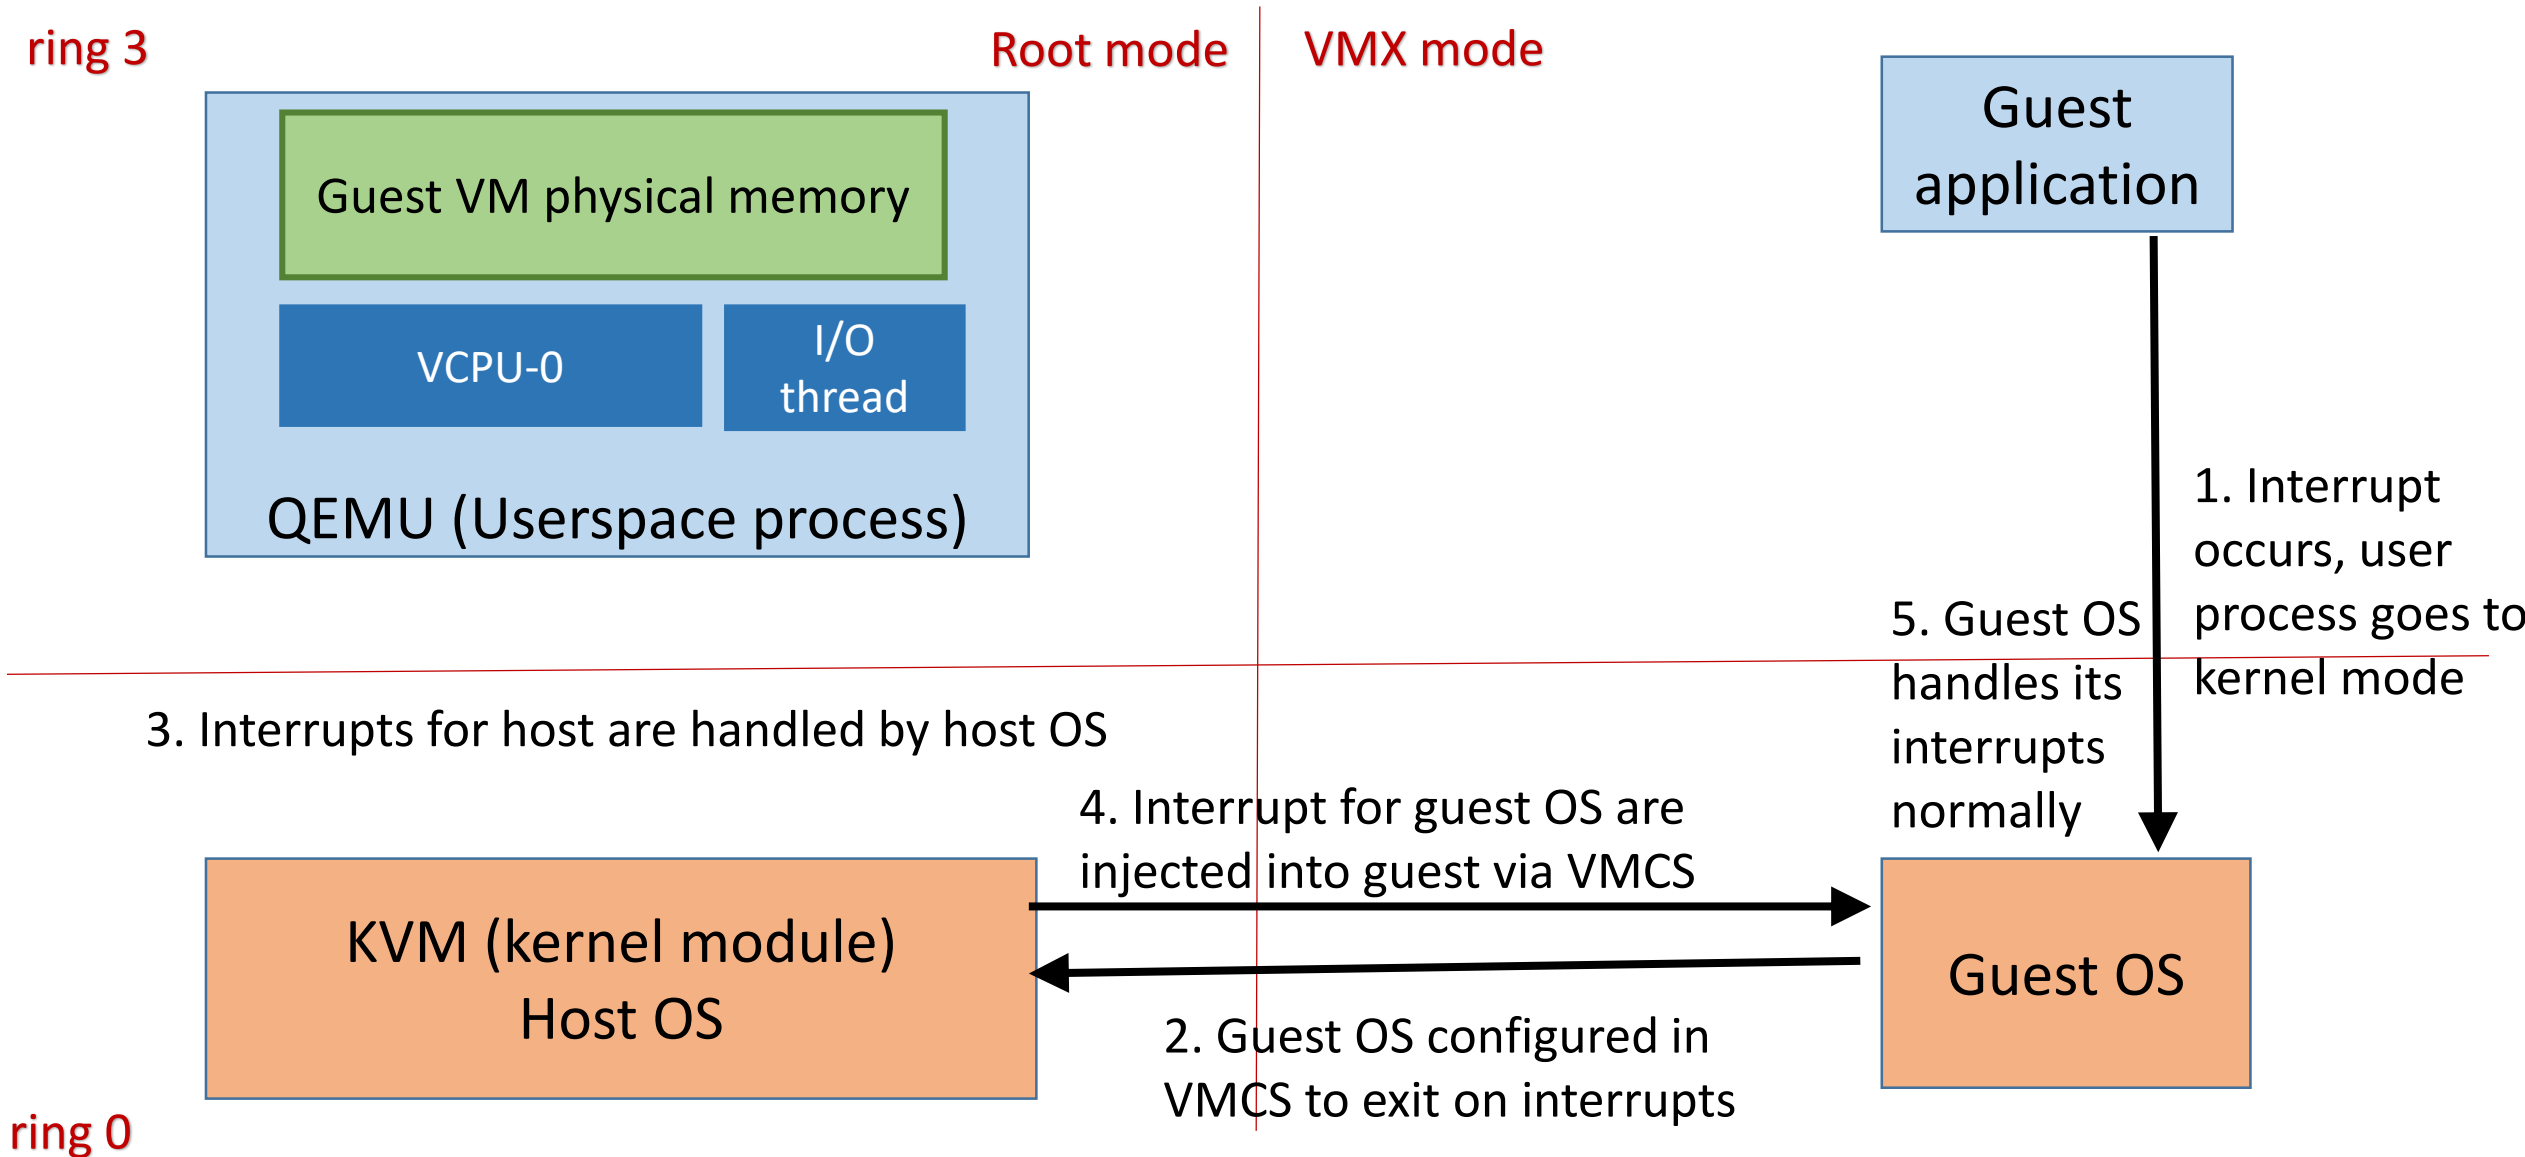 ring 3
Root mode
VMX mode
Guest
application
Guest VM physical memory
VCPU-0
I/O
thread
QEMU (Userspace process)
1. Interrupt
occurs, user
process goes to
kernel mode
5. Guest OS
handles its
interrupts
normally
3. Interrupts for host are handled by host OS
4. Interrupt for guest OS are
injected into guest via VMCS
KVM (kernel module)
Host OS
Guest OS
2. Guest OS configured in
VMCS to exit on interrupts
ring 0